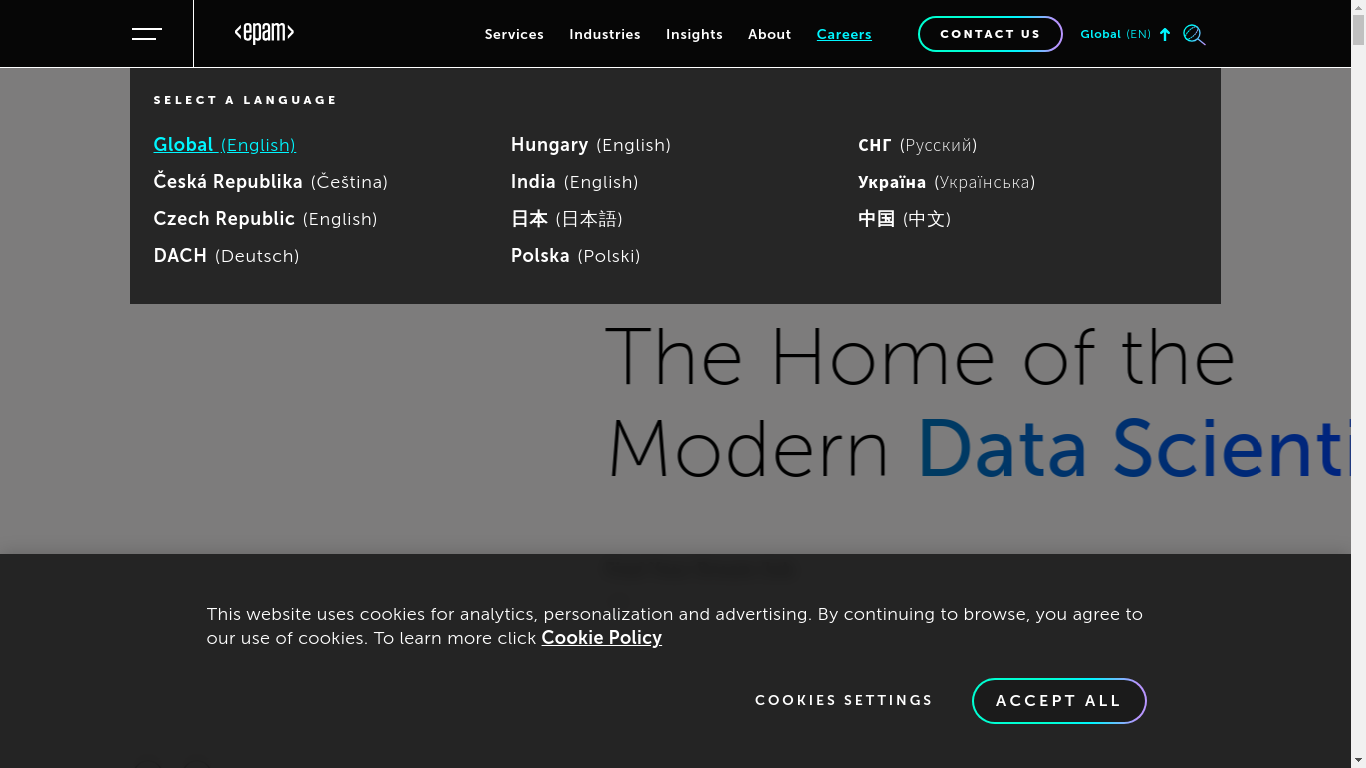 <epam>
Services Industries Insights About Careers CONTACT US Global (EN)
SELECT A LANGUAGE
Global (English)
Česká Republika (Čeština)
Czech Republic (English)
DACH (Deutsch)
Hungary (English)
India (English)
日本 (日本語)
Polska (Polski)
СНГ (Русский)
Україна (Українська)
中国 (中文)
The Home of the
Modern Data Scienti
This website uses cookies for analytics, personalization and advertising. By continuing to browse, you agree to
our use of cookies. To learn more click Cookie Policy
COOKIES SETTINGS ACCEPT ALL